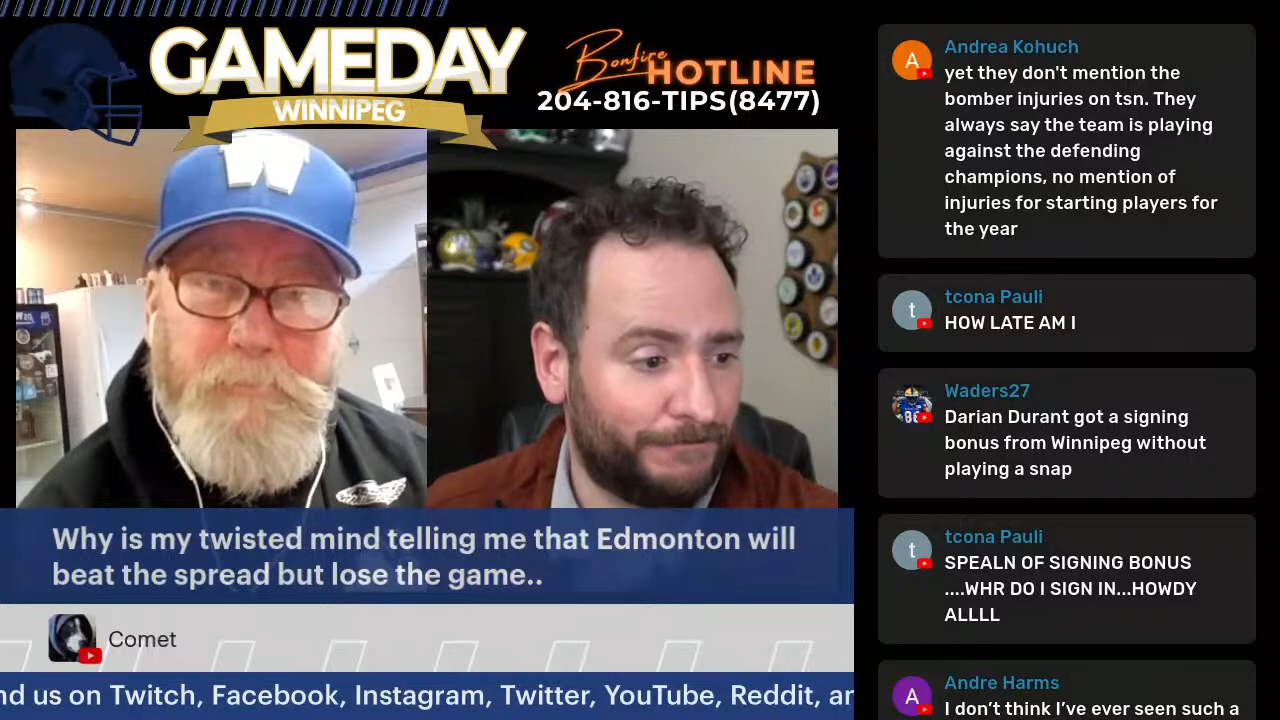 GAMEDAY
WINNIPEG
Bonfire
HOTLINE
204-816-TIPS(8477)
W
Why is my twisted mind telling me that Edmonton will
beat the spread but lose the game..
Comet
nd us on Twitch, Facebook, Instagram, Twitter, YouTube, Reddit, an
A
Andrea Kohuch
yet they don't mention the
bomber injuries on tsn. They
always say the team is playing
against the defending
champions, no mention of
injuries for starting players for
the year
t
tcona Pauli
HOW LATE AM I
Waders27
Darian Durant got a signing
bonus from Winnipeg without
playing a snap
t
tcona Pauli
SPEALN OF SIGNING BONUS
....WHR DO I SIGN IN...HOWDY
ALLLL
A
Andre Harms
I don't think I've ever seen such a